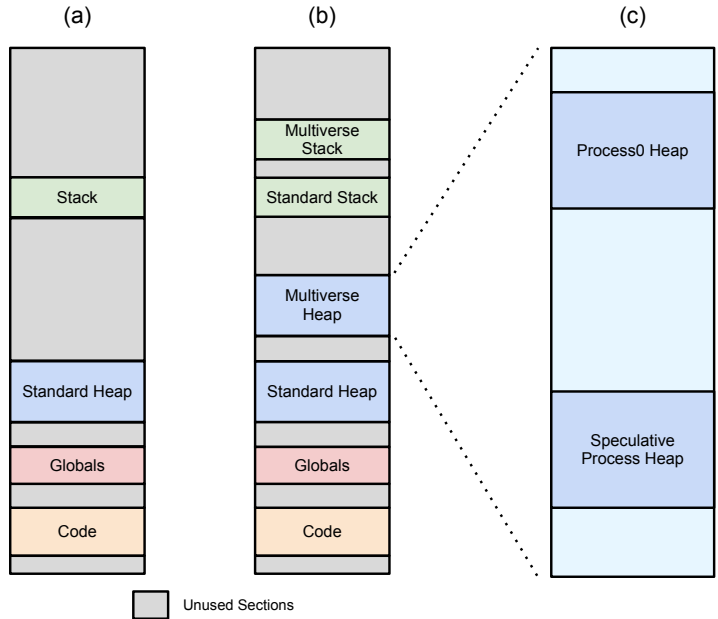 (a)
(b)
(c)
Stack
Standard Heap
Globals
Code
Multiverse
Stack
Standard Stack
Multiverse
Heap
Standard Heap
Globals
Code
Process0 Heap
Speculative
Process Heap
Unused Sections